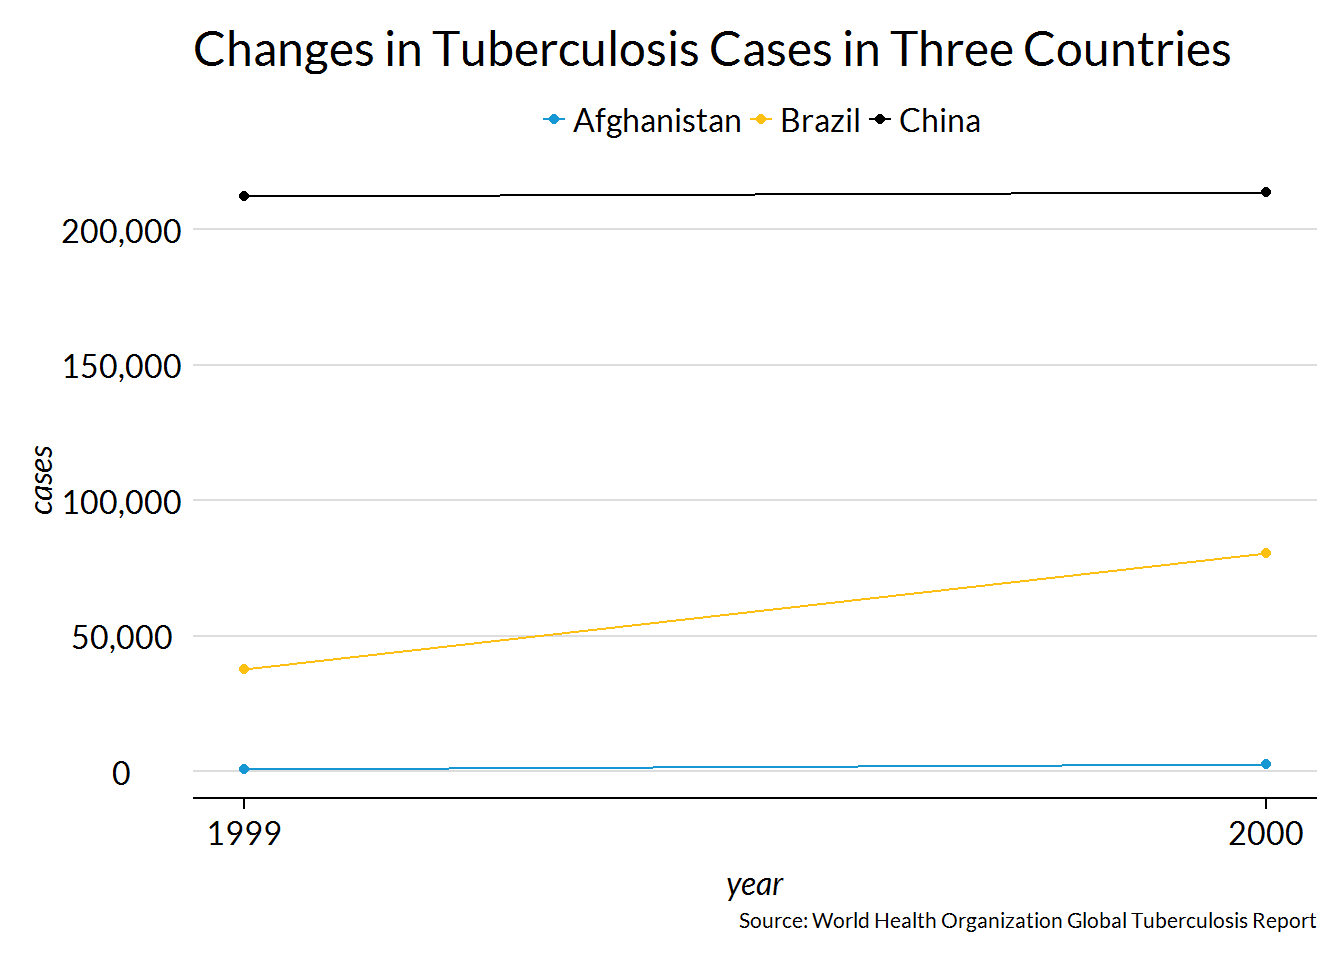 Changes in Tuberculosis Cases in Three Countries
Afghanistan Brazil China
200,000
150,000
100,000
50,000
0
cases
1999 2000
year
Source: World Health Organization Global Tuberculosis Report